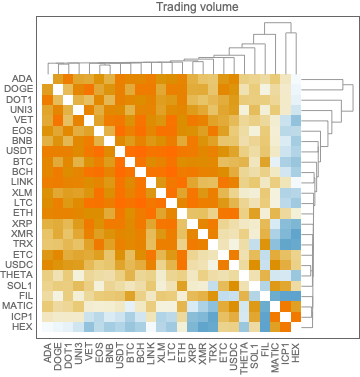 Trading volume
ADA
DOGE
DOT1
UNI3
VET
EOS
BNB
USDT
BTC
BCH
LINK
XLM
LTC
ETH
XRP
XMR
TRX
ETC
USDC
THETA
SOL1
FIL
MATIC
ICP1
HEX
ADA
DOGE
DOT1
UNI3
VET
EOS
BNB
USDT
BTC
BCH
LINK
XLM
LTC
ETH
XRP
XMR
TRX
ETC
USDC
THETA
SOL1
FIL
MATIC
ICP1
HEX